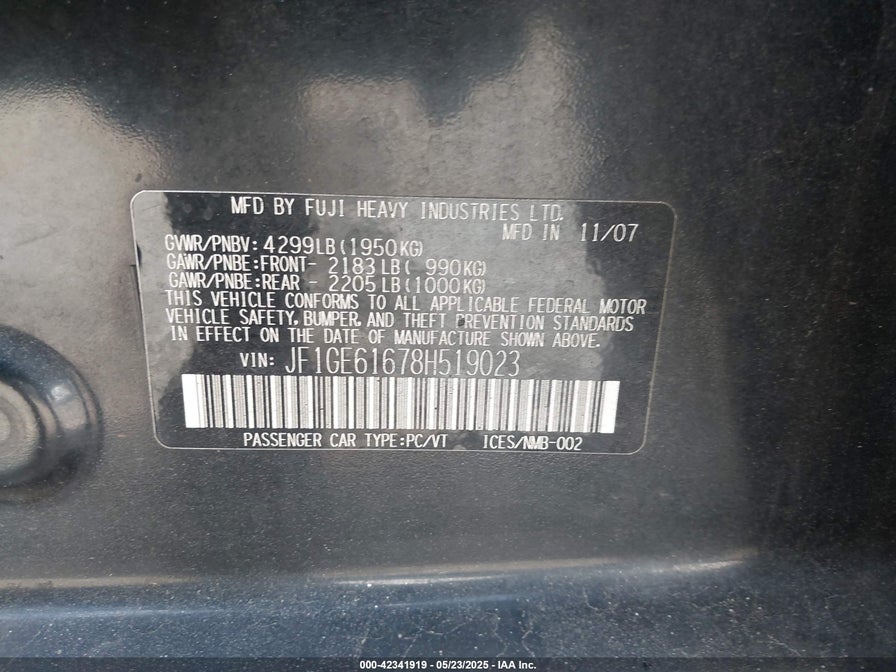 MFD BY FUJI HEAVY INDUSTRIES LTD.
MFD IN 11/07
GVWR/PNBV: 4299LB(1950KG)
GAWR/PNBE:FRONT- 2183LB( 990KG)
GAWR/PNBE:REAR - 2205LB(1000KG)
THIS VEHICLE CONFORMS TO ALL APPLICABLE FEDERAL MOTOR
VEHICLE SAFETY, BUMPER, AND THEFT PREVENTION STANDARDS
IN EFFECT ON THE DATE OF MANUFACTURE SHOWN ABOVE.
VIN: JF1GE61678H519023
PASSENGER CAR TYPE:PC/VT ICES/NMB-002
000-42341919 / 05/23/2025 - IAA Inc.